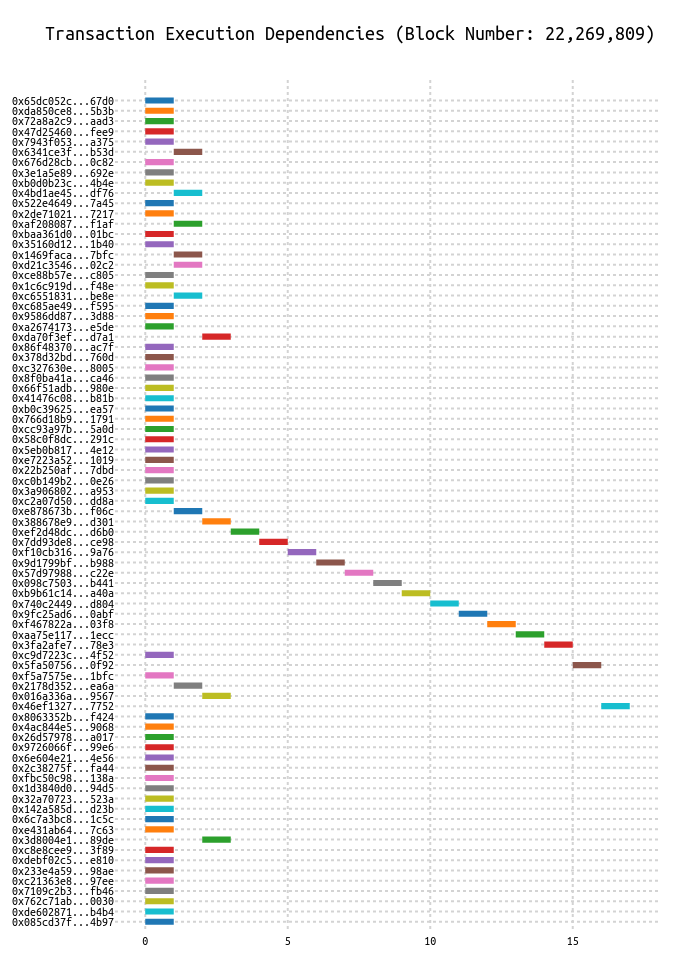 Transaction Execution Dependencies (Block Number: 22,269,809)
0x65dc052c...67d0
0xda850ce8...5b3b
0x72a8a2c9...aad3
0x47d25460...fee9
0x7943f053...a375
0x6341ce3f...b53d
0x676d28cb...0c82
0x3e1a5e89...692e
0xb0d0b23c...4b4e
0x4bd1ae45...df76
0x522e4649...7a45
0x2de71021...7217
0xaf208087...f1af
0xbaa361d0...01bc
0x35160d12...1b40
0x1469faca...7bfc
0xd21c3546...02c2
0xce88b57e...c805
0x1c6c919d...f48e
0xc6551831...be8e
0xc685ae49...f595
0x9586dd87...3d88
0xa2674173...e5de
0xda70f3ef...d7a1
0x86f48370...ac7f
0x378d32bd...760d
0xc327630e...8005
0x8f0ba41a...ca46
0x66f51adb...980e
0x41476c08...b81b
0xb0c39625...ea57
0x766d18b9...1791
0xcc93a97b...5a0d
0x58c0f8dc...291c
0x5eb0b817...4e12
0xe7223a52...1019
0x22b250af...7dbd
0xc0b149b2...0e26
0x3a906802...a953
0xc2a07d50...dd8a
0xe878673b...f06c
0x388678e9...d301
0xef2d48dc...d6b0
0x7dd93de8...ce98
0xf10cb316...9a76
0x9d1799bf...b988
0x57d97988...c22e
0x098c7503...b441
0xb9b61c14...a40a
0x740c2449...d804
0x9fc25ad6...0abf
0xf467822a...03f8
0xaa75e117...1ecc
0x3fa2afe7...78e3
0xc9d7223c...4f52
0x5fa50756...0f92
0xf5a7575e...1bfc
0x2178d352...ea6a
0x016a336a...9567
0x46ef1327...7752
0x8063352b...f424
0x4ac844e5...9068
0x26d57978...a017
0x9726066f...99e6
0x6e604e21...4e56
0x2c38275f...fa44
0xfbc50c98...138a
0x1d3840d0...94d5
0x32a70723...523a
0x142a585d...d23b
0x6c7a3bc8...1c5c
0xe431ab64...7c63
0x3d8004e1...89de
0xc8e8cee9...3f89
0xdebf02c5...e810
0x233e4a59...98ae
0xc21363e8...97ee
0x7109c2b3...fb46
0x762c71ab...0030
0xde602871...b4b4
0x085cd37f...4b97
0 5 10 15